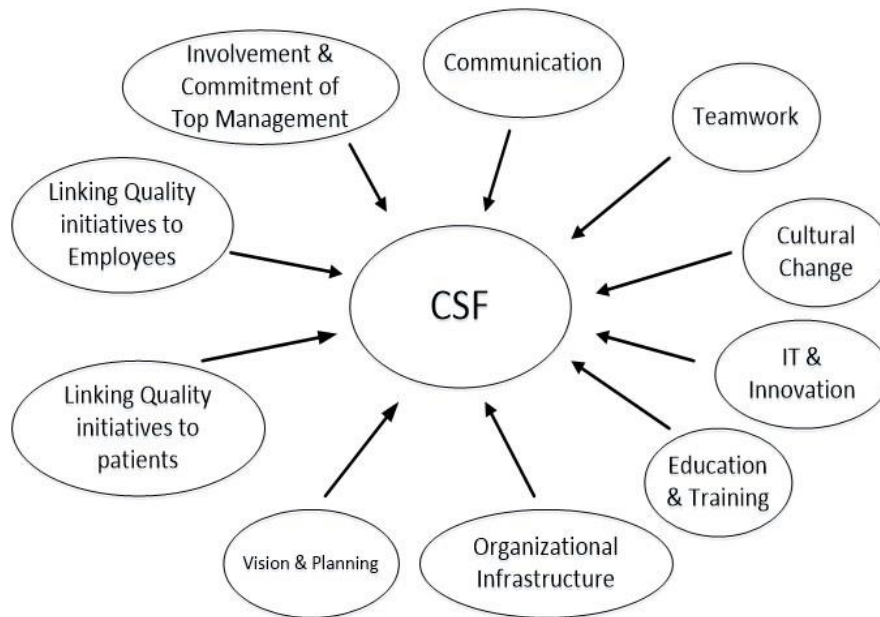 Involvement &
Commitment of
Top Management
Communication
Teamwork
Linking Quality
initiatives to
Employees
Cultural
Change
CSF
IT &
Innovation
Linking Quality
initiatives to
patients
Education
& Training
Vision & Planning
Organizational
Infrastructure